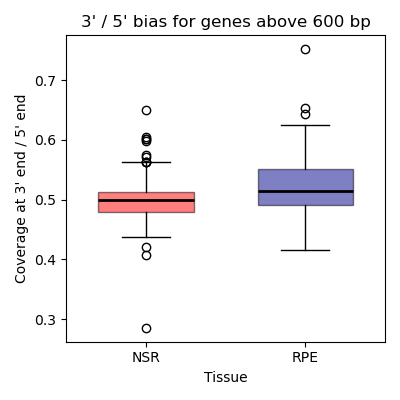 3' / 5' bias for genes above 600 bp
0.7
0.6
0.5
0.4
0.3
Coverage at 3' end / 5' end
NSR
RPE
Tissue